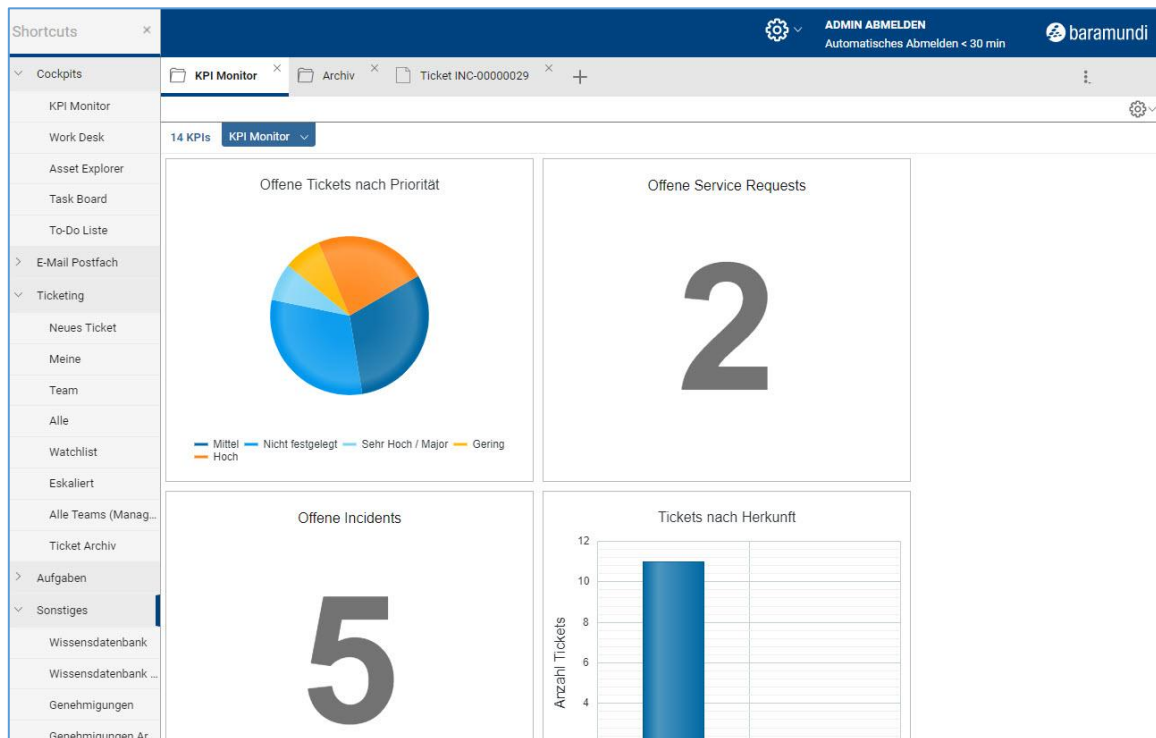 Shortcuts ×
ADMIN ABMELDEN
Automatisches Abmelden < 30 min
baramundi
Cockpits
KPI Monitor
Work Desk
Asset Explorer
Task Board
To-Do Liste
E-Mail Postfach
Ticketing
Neues Ticket
Meine
Team
Alle
Watchlist
Eskaliert
Alle Teams (Manag...
Ticket Archiv
Aufgaben
Sonstiges
Wissensdatenbank
Wissensdatenbank ...
Genehmigungen
Genehmigungen Ar
KPI Monitor
Archiv
Ticket INC-00000029
14 KPIs KPI Monitor
Offene Tickets nach Priorität
Mittel Nicht festgelegt Sehr Hoch / Major Gering
Hoch
Offene Service Requests
2
Offene Incidents
5
Tickets nach Herkunft
12
10
8
6
4
Anzahl Tickets